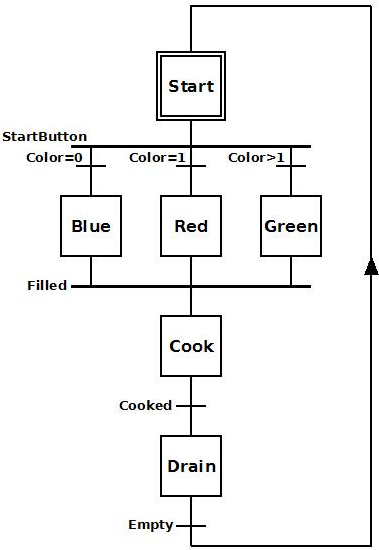 Start
StartButton
Color=0
Color=1
Color>1
Blue
Red
Green
Filled
Cook
Cooked
Drain
Empty